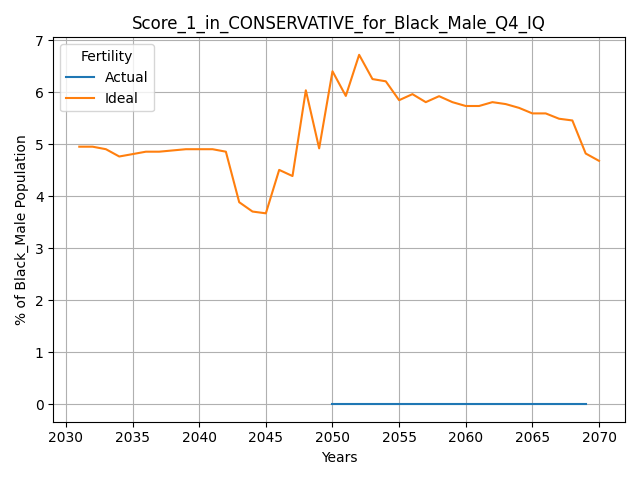 Score_1_in_CONSERVATIVE_for_Black_Male_Q4_IQ
Fertility
Actual
Ideal
% of Black_Male Population
7
6
5
4
3
2
1
0
2030 2035 2040 2045 2050 2055 2060 2065 2070
Years